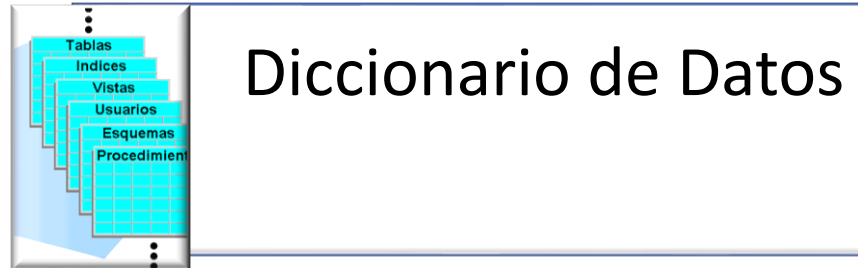 Tablas
Indices
Vistas
Usuarios
Esquemas
Procedimient
Diccionario de Datos